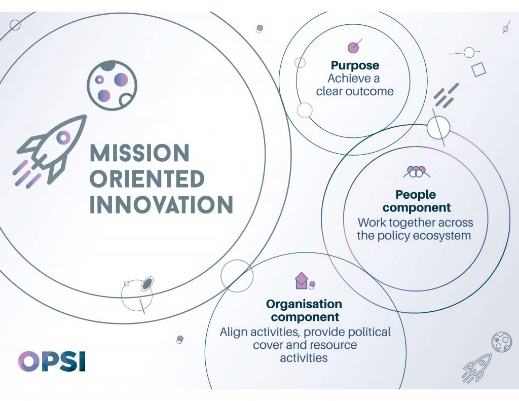 MISSION
ORIENTED
INNOVATION
Purpose
Achieve a
clear outcome
People
component
Work together across
the policy ecosystem
Organisation
component
Align activities, provide political
cover and resource
activities
OPSI